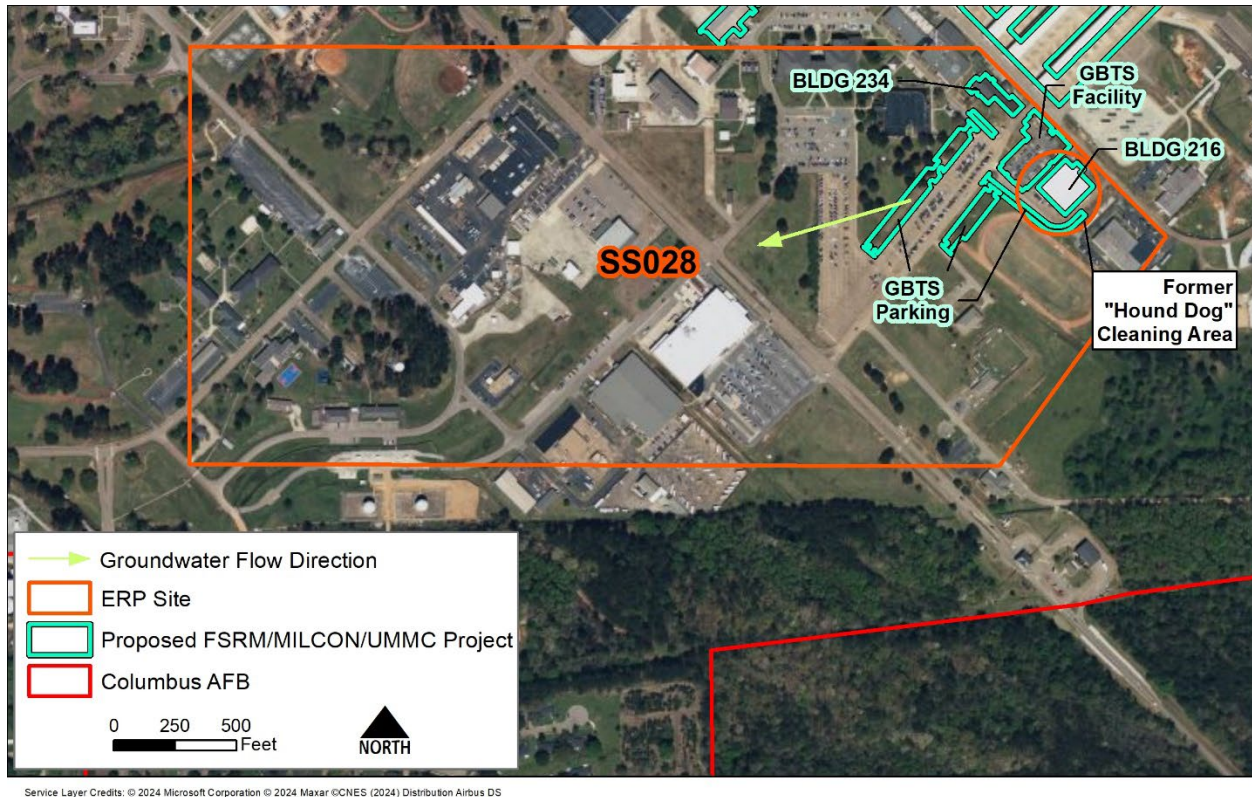 BLDG 234
GBTS
Facility
BLDG 216
SS028
GBTS
Parking
Former
"Hound Dog"
Cleaning Area
Groundwater Flow Direction
ERP Site
Proposed FSRM/MILCON/UMMC Project
Columbus AFB
0 250 500
Feet
NORTH
Service Layer Credits: © 2024 Microsoft Corporation © 2024 Maxar ©CNES (2024) Distribution Airbus DS